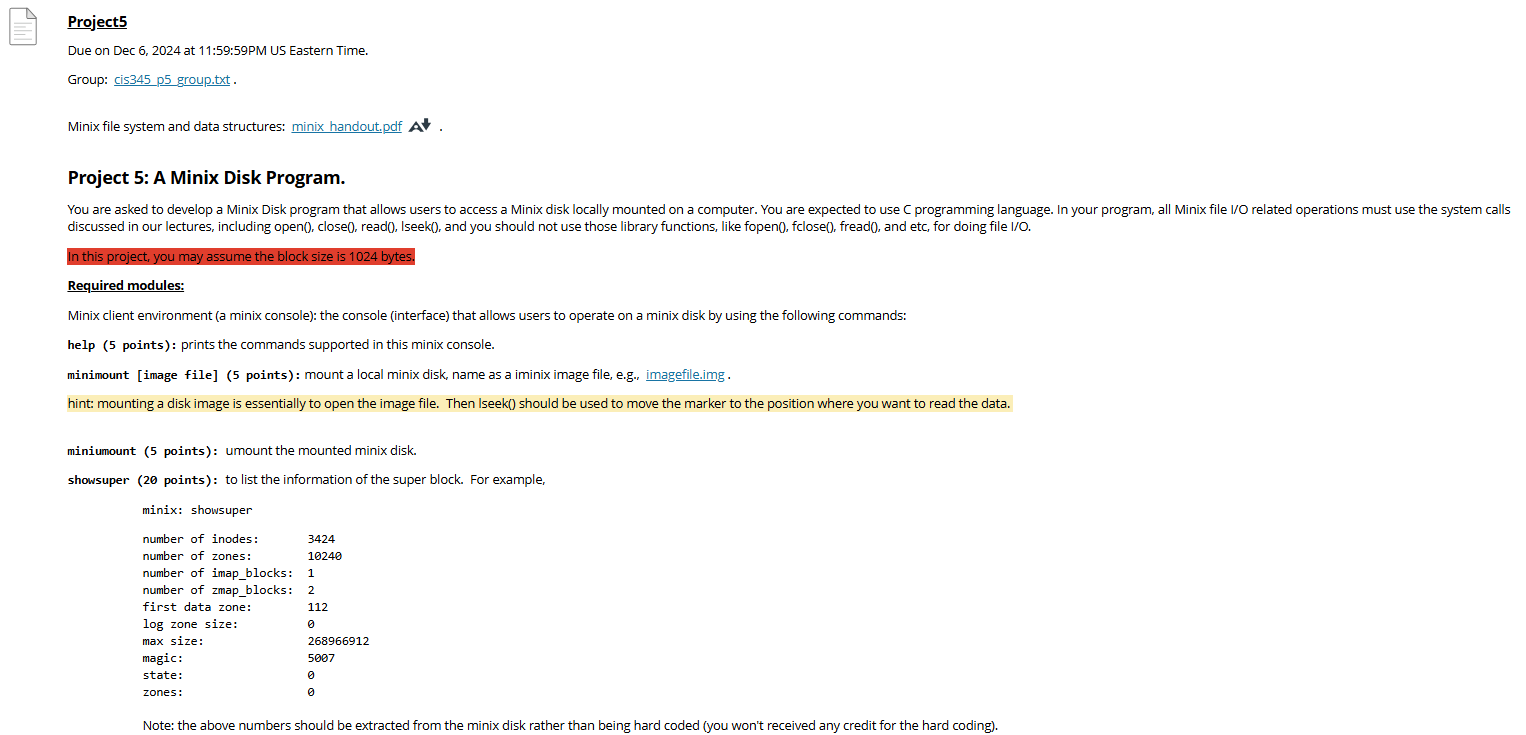 Project5
Due on Dec 6, 2024 at 11:59:59PM US Eastern Time.
Group: cis345_p5_group.txt .
Minix file system and data structures: minix_handout.pdf .
Project 5: A Minix Disk Program.
You are asked to develop a Minix Disk program that allows users to access a Minix disk locally mounted on a computer. You are expected to use C programming language. In your program, all Minix file I/O related operations must use the system calls
discussed in our lectures, including open(), close(), read(), lseek(), and you should not use those library functions, like fopen(), fclose(), fread(), and etc, for doing file I/O.
In this project, you may assume the block size is 1024 bytes.
Required modules:
Minix client environment (a minix console): the console (interface) that allows users to operate on a minix disk by using the following commands:
help (5 points): prints the commands supported in this minix console.
minimount [image file] (5 points): mount a local minix disk, name as a iminix image file, e.g., imagefile.img .
hint: mounting a disk image is essentially to open the image file. Then lseek() should be used to move the marker to the position where you want to read the data.
miniumount (5 points): umount the mounted minix disk.
showsuper (20 points): to list the information of the super block. For example,
minix: showsuper
number of inodes: 3424
number of zones: 10240
number of imap_blocks: 1
number of zmap_blocks: 2
first data zone: 112
log zone size: 0
max size: 268966912
magic: 5007
state: 0
zones: 0
Note: the above numbers should be extracted from the minix disk rather than being hard coded (you won't received any credit for the hard coding).